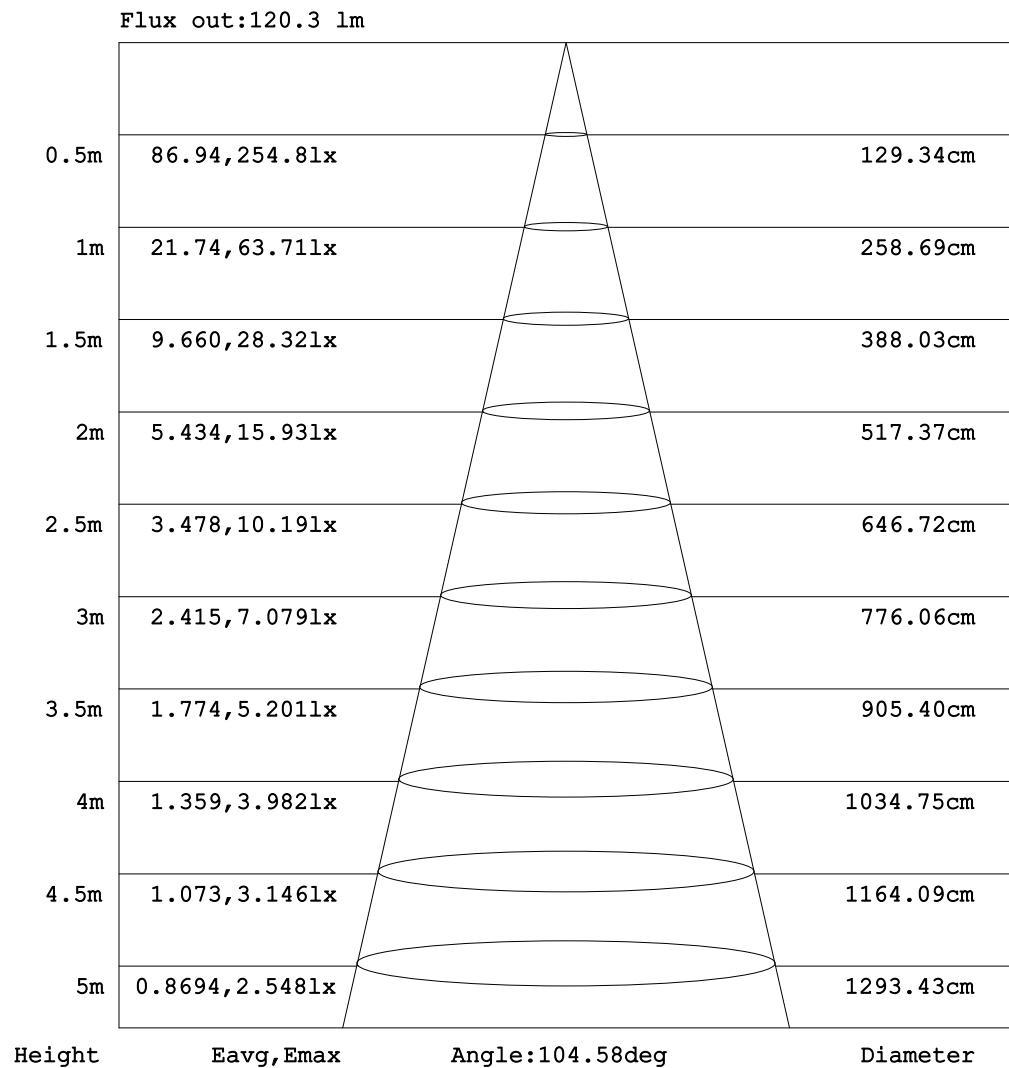 Flux out:120.3 lm
0.5m 86.94,254.8lx 129.34cm
1m 21.74,63.71lx 258.69cm
1.5m 9.660,28.32lx 388.03cm
2m 5.434,15.93lx 517.37cm
2.5m 3.478,10.19lx 646.72cm
3m 2.415,7.079lx 776.06cm
3.5m 1.774,5.201lx 905.40cm
4m 1.359,3.982lx 1034.75cm
4.5m 1.073,3.146lx 1164.09cm
5m 0.8694,2.548lx 1293.43cm
Height Eavg,Emax Angle:104.58deg Diameter